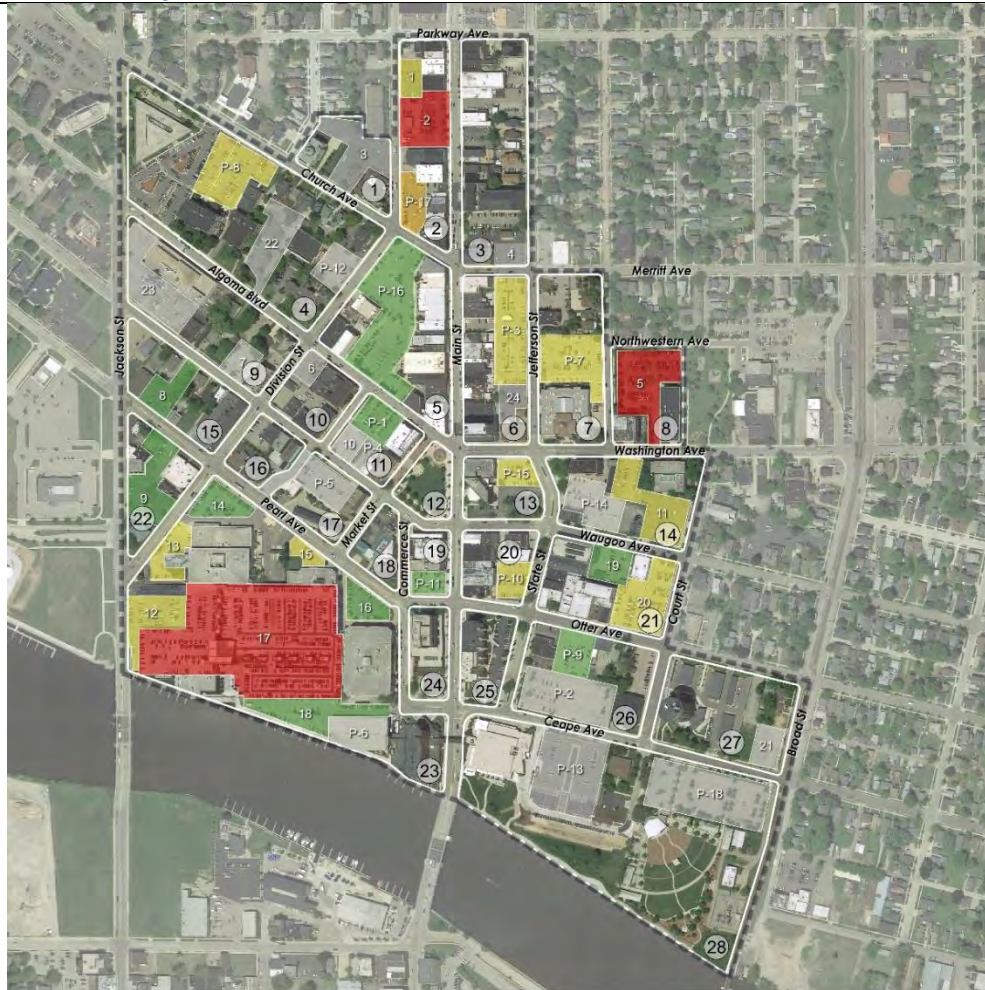 Parkway Ave
1
2
3
Church Ave
P-8
1
P-17
2
3
4
22
P-12
Merritt Ave
Algoma Blvd
23
4
P-16
Main St
P-3
Jefferson St
P-7
Northwestern Ave
Jackson St
Division St
7
9
6
5
8
24
5
6
7
8
10
P-1
10
P-4
11
Washington Ave
15
16
P-5
12
P-15
13
P-14
11
14
9
22
14
Pearl Ave
17
Market St
18
Commerce St
19
20
State St
Waugoo Ave
19
13
15
P-11
P-10
20
21
Court St
12
16
Otter Ave
17
P-9
24
25
P-2
26
18
P-6
Ceape Ave
27
21
Broad St
23
P-13
P-18
28